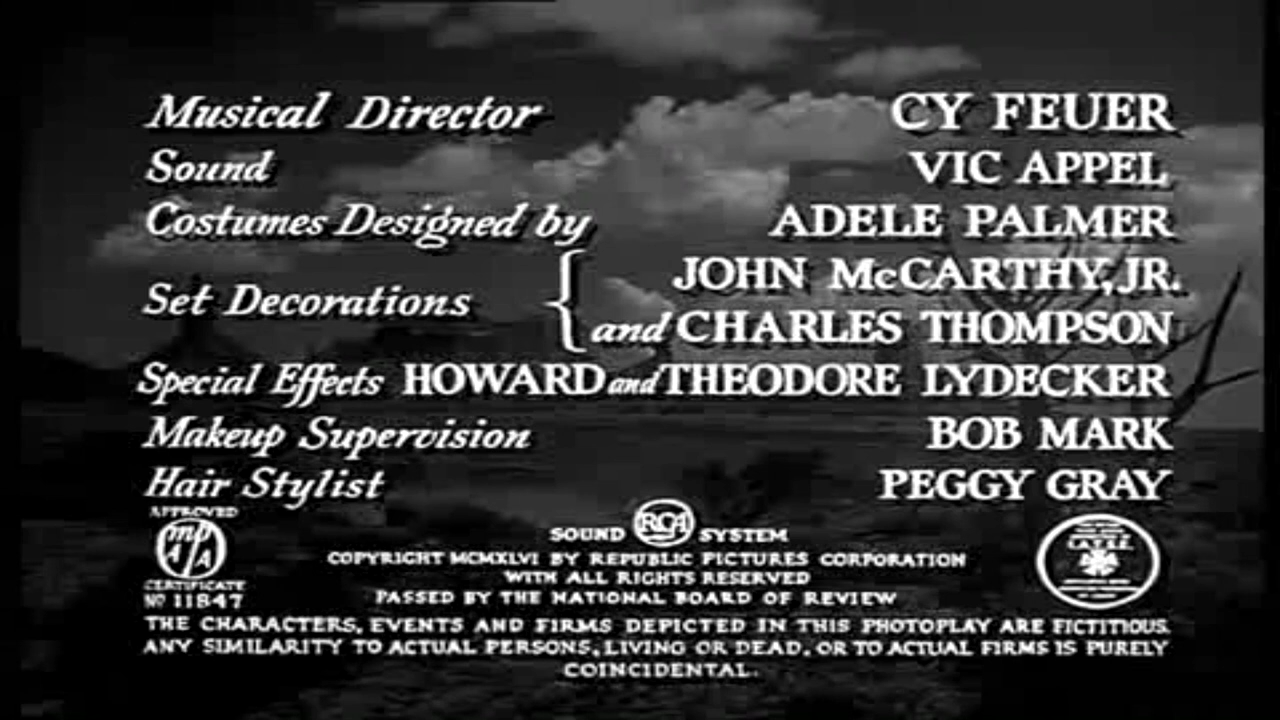 Musical Director CY FEUER
Sound VIC APPEL
Costumes Designed by ADELE PALMER
Set Decorations { JOHN McCARTHY, JR.
and CHARLES THOMPSON
Special Effects HOWARD and THEODORE LYDECKER
Makeup Supervision BOB MARK
Hair Stylist PEGGY GRAY
APPROVED
MPAA
CERTIFICATE
Nº 11847
SOUND RCA SYSTEM
COPYRIGHT MCMXLVI BY REPUBLIC PICTURES CORPORATION
WITH ALL RIGHTS RESERVED
PASSED BY THE NATIONAL BOARD OF REVIEW
I.A.T.S.E.
THE CHARACTERS, EVENTS AND FIRMS DEPICTED IN THIS PHOTOPLAY ARE FICTITIOUS.
ANY SIMILARITY TO ACTUAL PERSONS, LIVING OR DEAD, OR TO ACTUAL FIRMS IS PURELY
COINCIDENTAL.